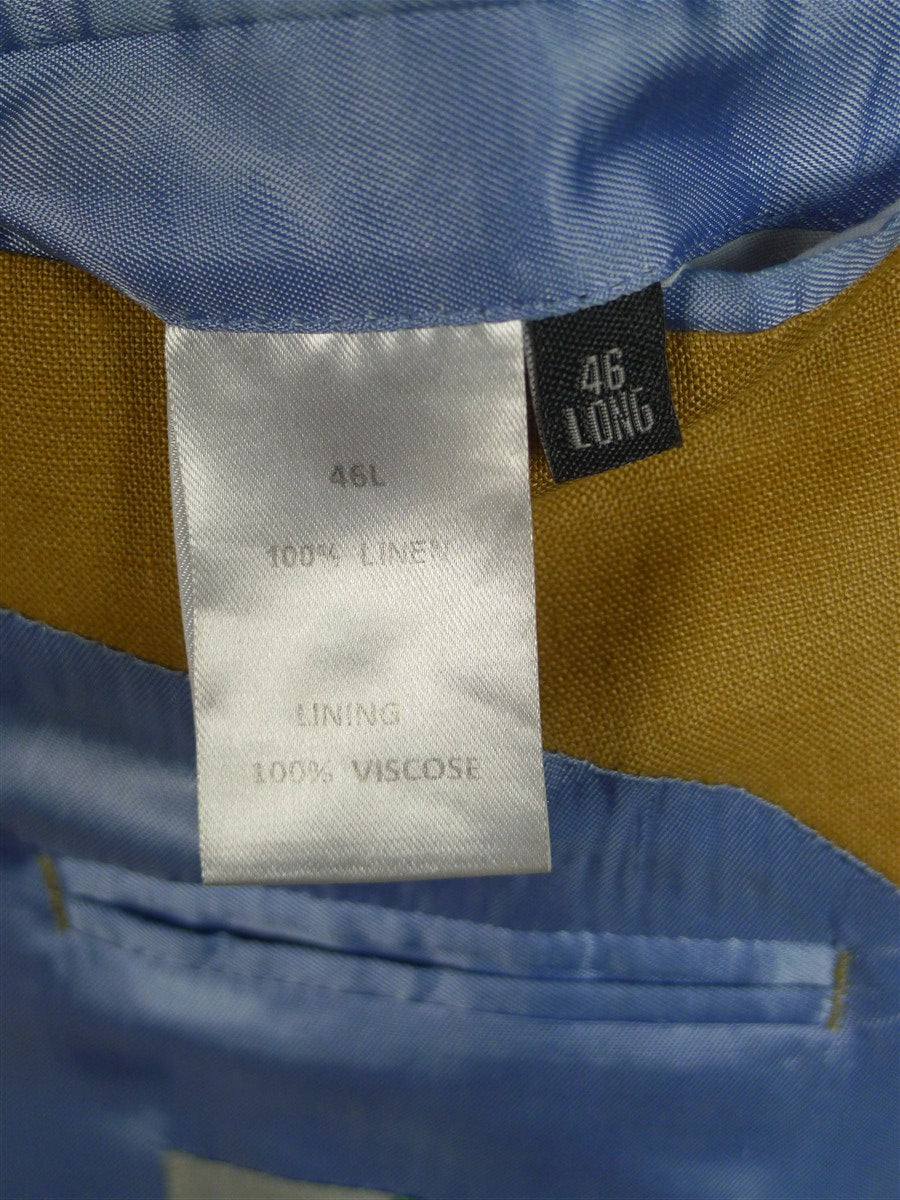 46
LONG
46L
100% LINEN
LINING
100% VISCOSE